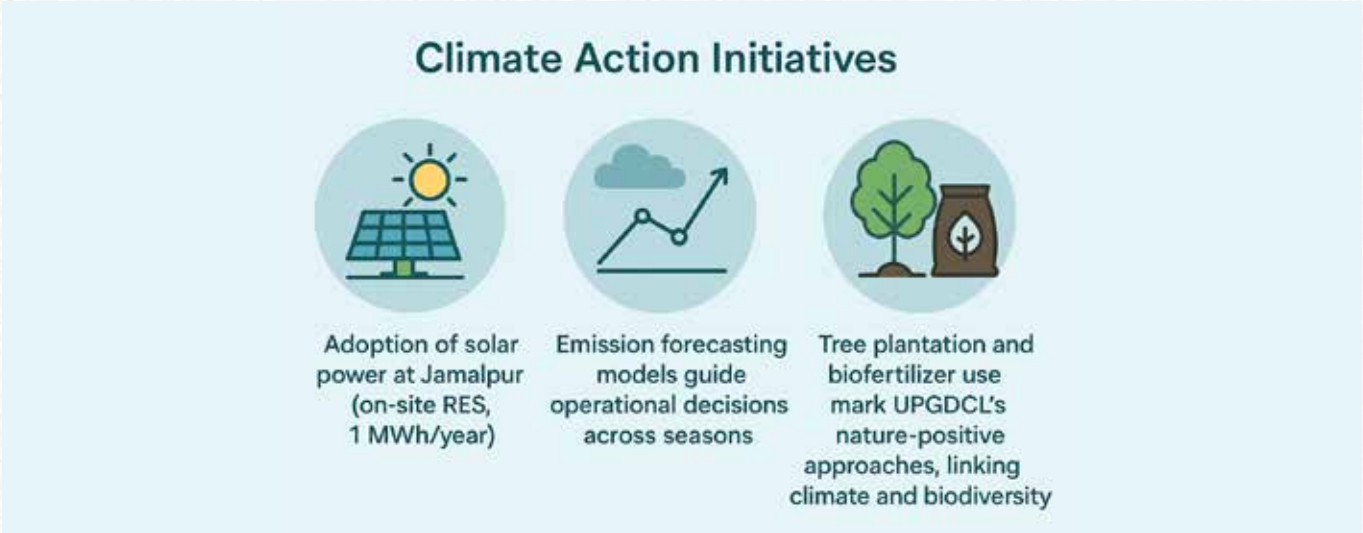 Climate Action Initiatives
Adoption of solar
power at Jamalpur
(on-site RES,
1 MWh/year)
Emission forecasting
models guide
operational decisions
across seasons
Tree plantation and
biofertilizer use
mark UPGDCL's
nature-positive
approaches, linking
climate and biodiversity